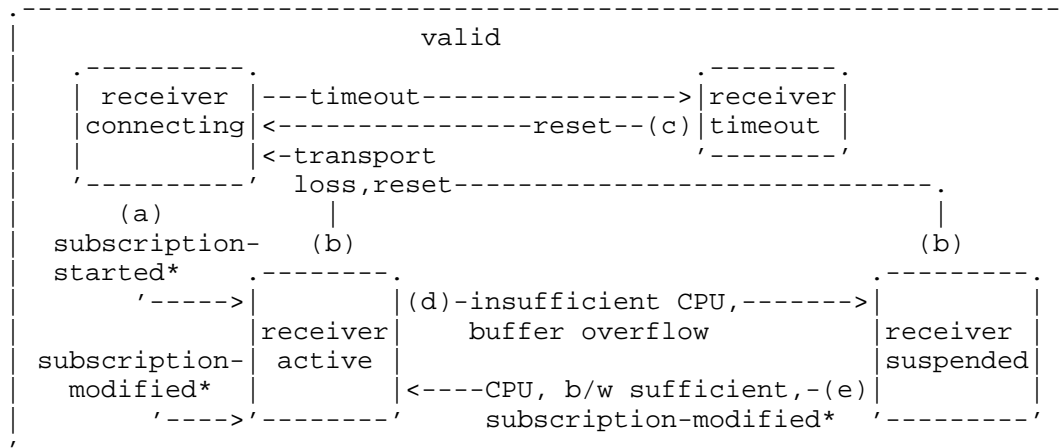 .-----------------------------------------------------------------
|                         valid
|   .----------.                           .--------.
|   | receiver |---timeout---------------->|receiver|
|   |connecting|<----------------reset--(c)|timeout |
|   |          |<-transport                '--------'
|   '----------'  loss,reset------------------------------.
|      (a)          |                                     |
|  subscription-   (b)                                   (b)
|  started*    .--------.                             .---------.
|       '----->|        |(d)-insufficient CPU,------->|         |
|              |receiver|    buffer overflow          |receiver |
| subscription-| active |                             |suspended|
|   modified*  |        |<----CPU, b/w sufficient,-(e)|         |
|        '---->'--------'     subscription-modified*  '---------'